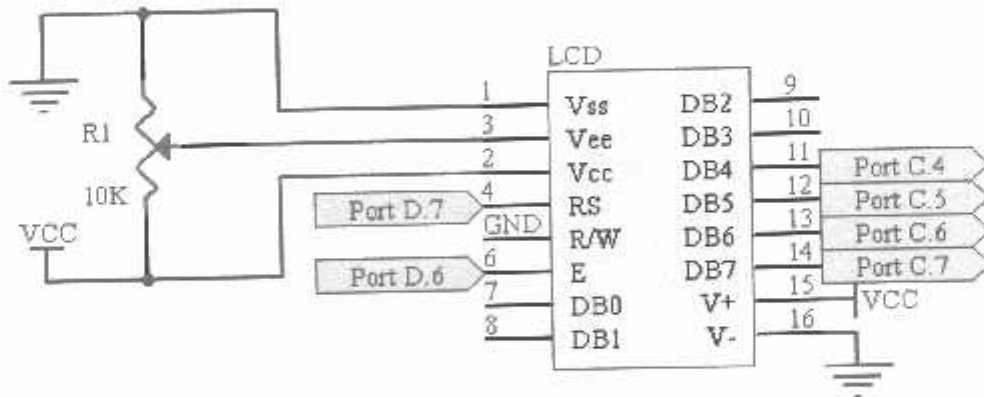 LCD
1
Vss
DB2
9
R1
3
Vee
DB3
10
2
Vcc
DB4
11
Port C.4
10K
Port D.7
4
RS
DB5
12
Port C.5
VCC
GND
R/W
DB6
13
Port C.6
Port D.6
6
E
DB7
14
Port C.7
7
DB0
V+
15
VCC
8
DB1
V-
16